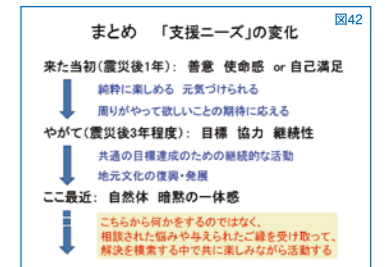 図42
まとめ 「支援ニーズ」の変化
来た当初(震災後1年): 善意 使命感 or 自己満足
純粋に楽しめる 元気づけられる
周りがやって欲しいことの期待に応える
やがて(震災後3年程度): 目標 協力 継続性
共通の目標達成のための継続的な活動
地元文化の復興・発展
ここ最近: 自然体 暗黙の一体感
こちらから何かをするのではなく、
相談された悩みや与えられたご縁を受け取って、
解決を模索する中で共に楽しみながら活動する